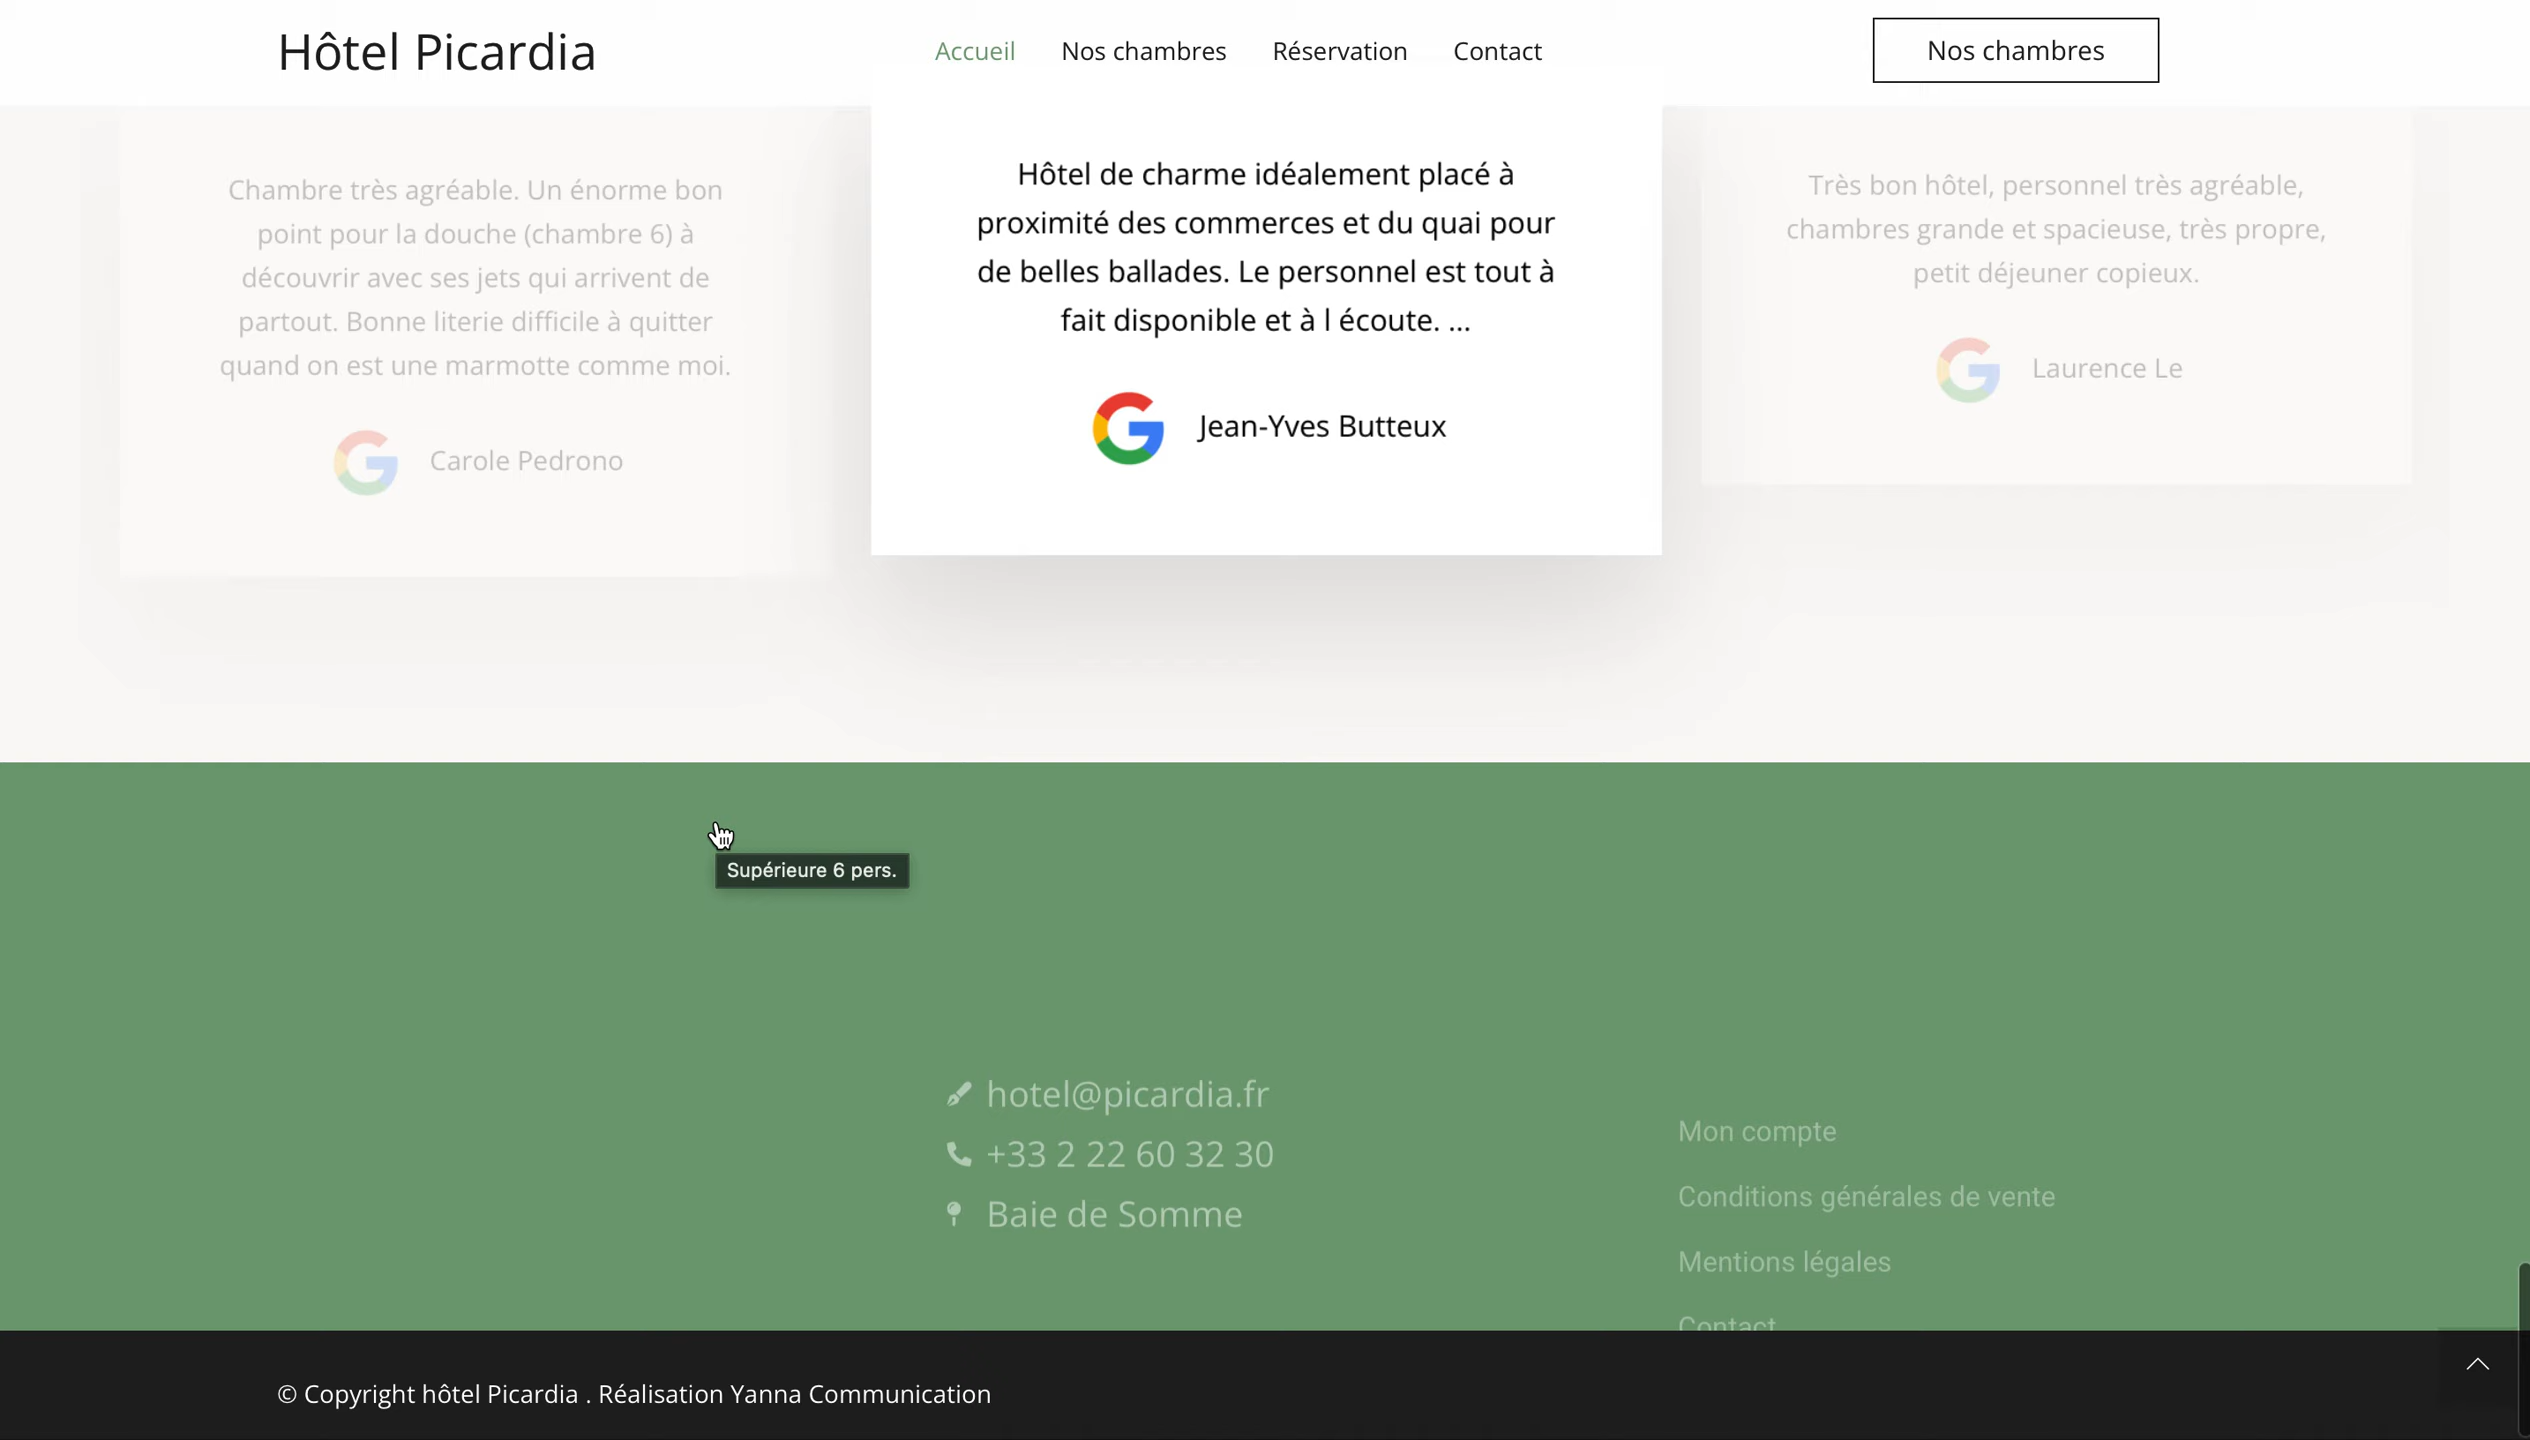 Hôtel Picardia
Accueil
Nos chambres
Réservation
Contact
Nos chambres
Chambre très agréable. Un énorme bon
point pour la douche (chambre 6) à
découvrir avec ses jets qui arrivent de
partout. Bonne literie difficile à quitter
quand on est une marmotte comme moi.
Carole Pedrono
Hôtel de charme idéalement placé à
proximité des commerces et du quai pour
de belles ballades. Le personnel est tout à
fait disponible et à l écoute. ...
Jean-Yves Butteux
Très bon hôtel, personnel très agréable,
chambres grande et spacieuse, très propre,
petit déjeuner copieux.
Laurence Le
Supérieure 6 pers.
hotel@picardia.fr
+33 2 22 60 32 30
Baie de Somme
Mon compte
Conditions générales de vente
Mentions légales
Contact
© Copyright hôtel Picardia . Réalisation Yanna Communication